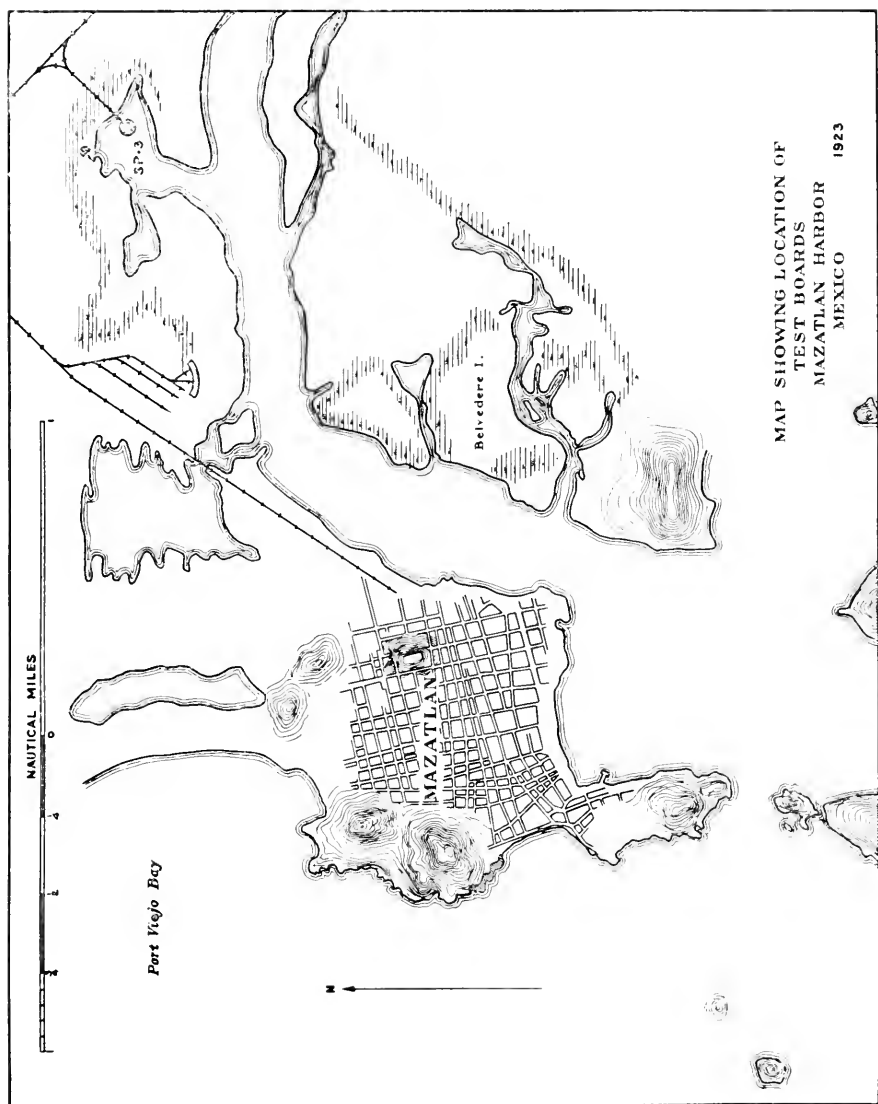 NAUTICAL MILES
0
1
Port Viejo Bay
N
MAZATLAN
SP-3
Belvedere I.
MAP SHOWING LOCATION OF
TEST BOARDS
MAZATLAN HARBOR
MEXICO
1923